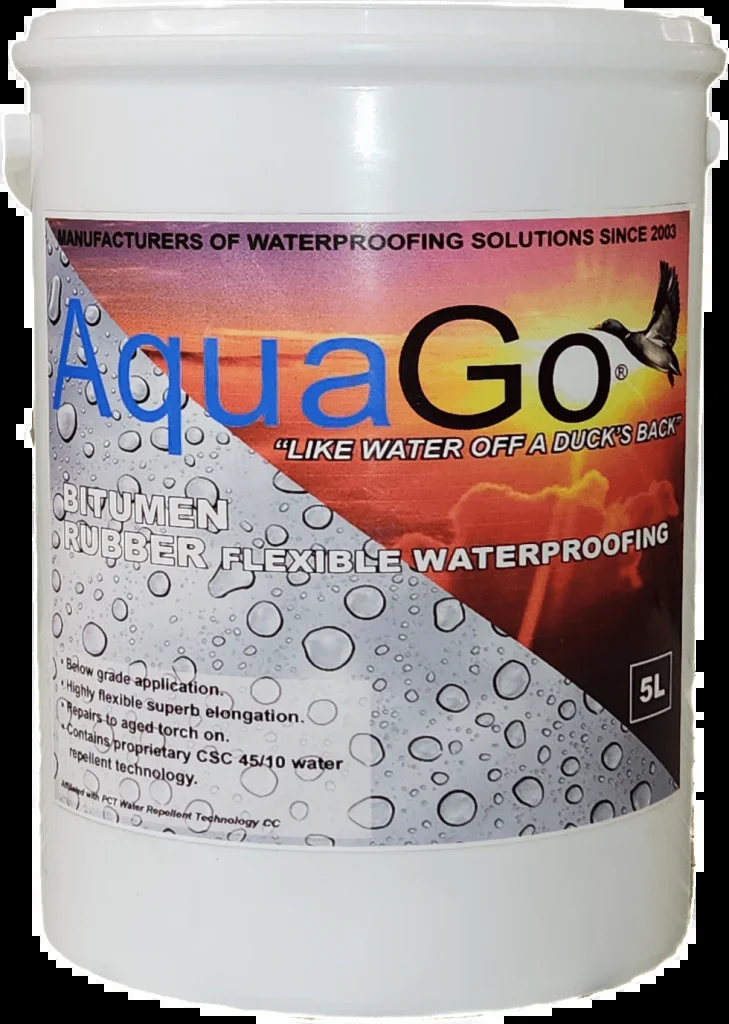 MANUFACTURERS OF WATERPROOFING SOLUTIONS SINCE 2003
AquaGo®
"LIKE WATER OFF A DUCK'S BACK"
BITUMEN
RUBBER FLEXIBLE WATERPROOFING
5L
• Below grade application.
• Highly flexible superb elongation.
• Repairs to aged torch on.
• Contains proprietary CSC 45/10 water
repellent technology.
Affiliated with PCT Water Repellent Technology CC